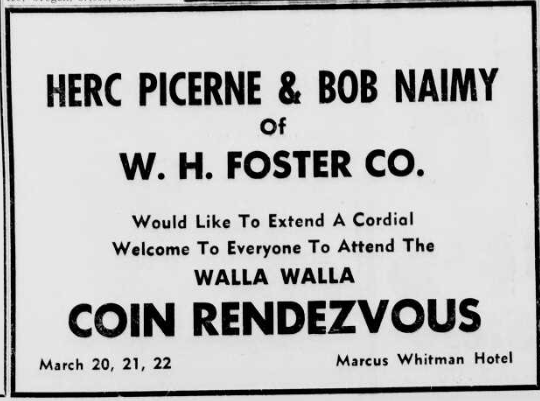 HERC PICERNE & BOB NAIMY
Of
W. H. FOSTER CO.
Would Like To Extend A Cordial
Welcome To Everyone To Attend The
WALLA WALLA
COIN RENDEZVOUS
March 20, 21, 22 Marcus Whitman Hotel